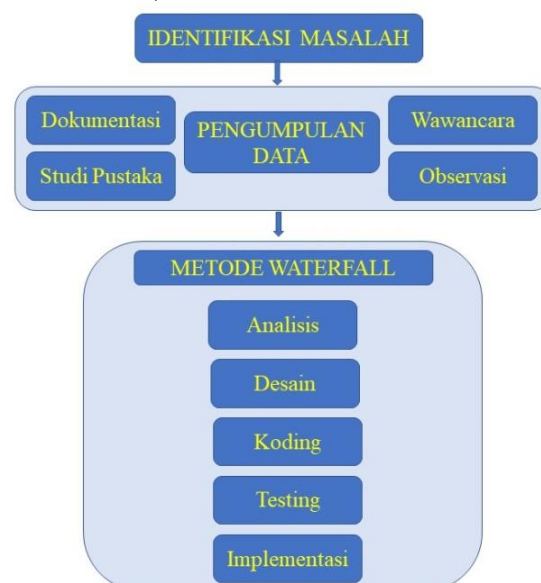 IDENTIFIKASI MASALAH
Dokumentasi
Studi Pustaka
PENGUMPULAN
DATA
Wawancara
Observasi
METODE WATERFALL
Analisis
Desain
Koding
Testing
Implementasi